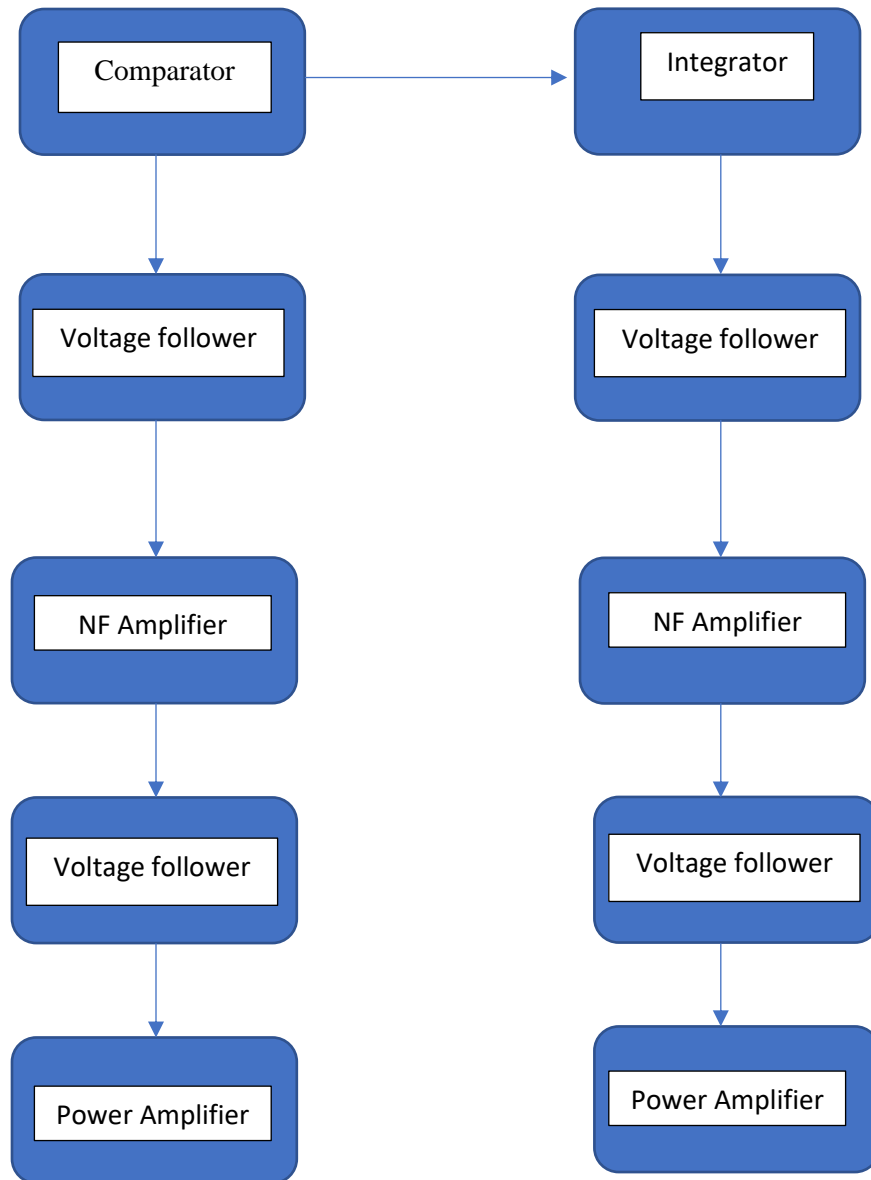 Comparator
Integrator
Voltage follower
Voltage follower
NF Amplifier
NF Amplifier
Voltage follower
Voltage follower
Power Amplifier
Power Amplifier